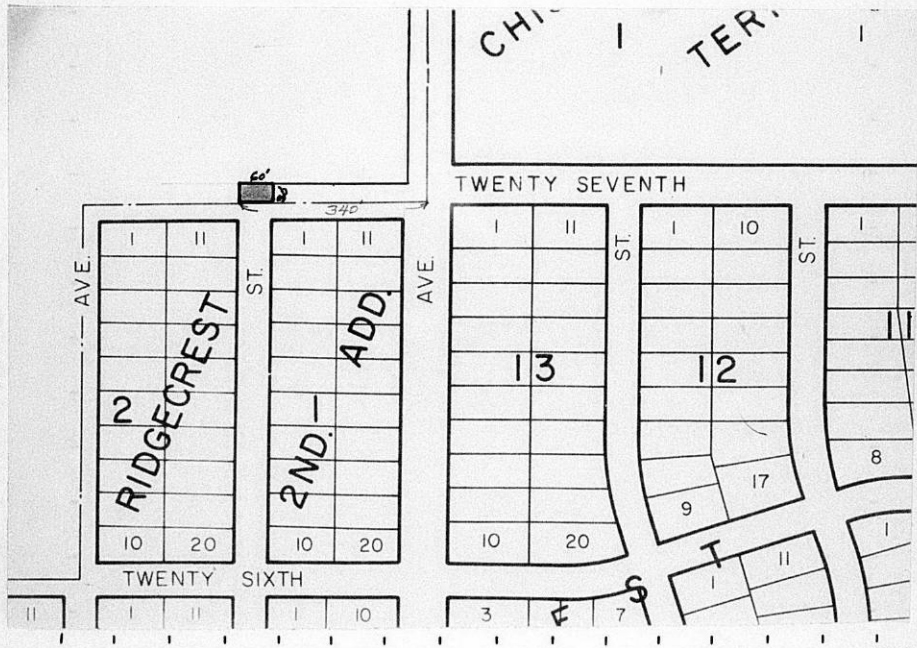 CHI
TER
1
1
60'
340'
TWENTY SEVENTH
1 11 1 11 1 11 1 10 1
AVE. ST. AVE. ST. ST.
RIDGECREST
2ND. – ADD.
2 13 12 11
8
17
9
10 20 10 20 10 20
TWENTY SIXTH
S T
1 11 1
11 1 11 1 10 3 7